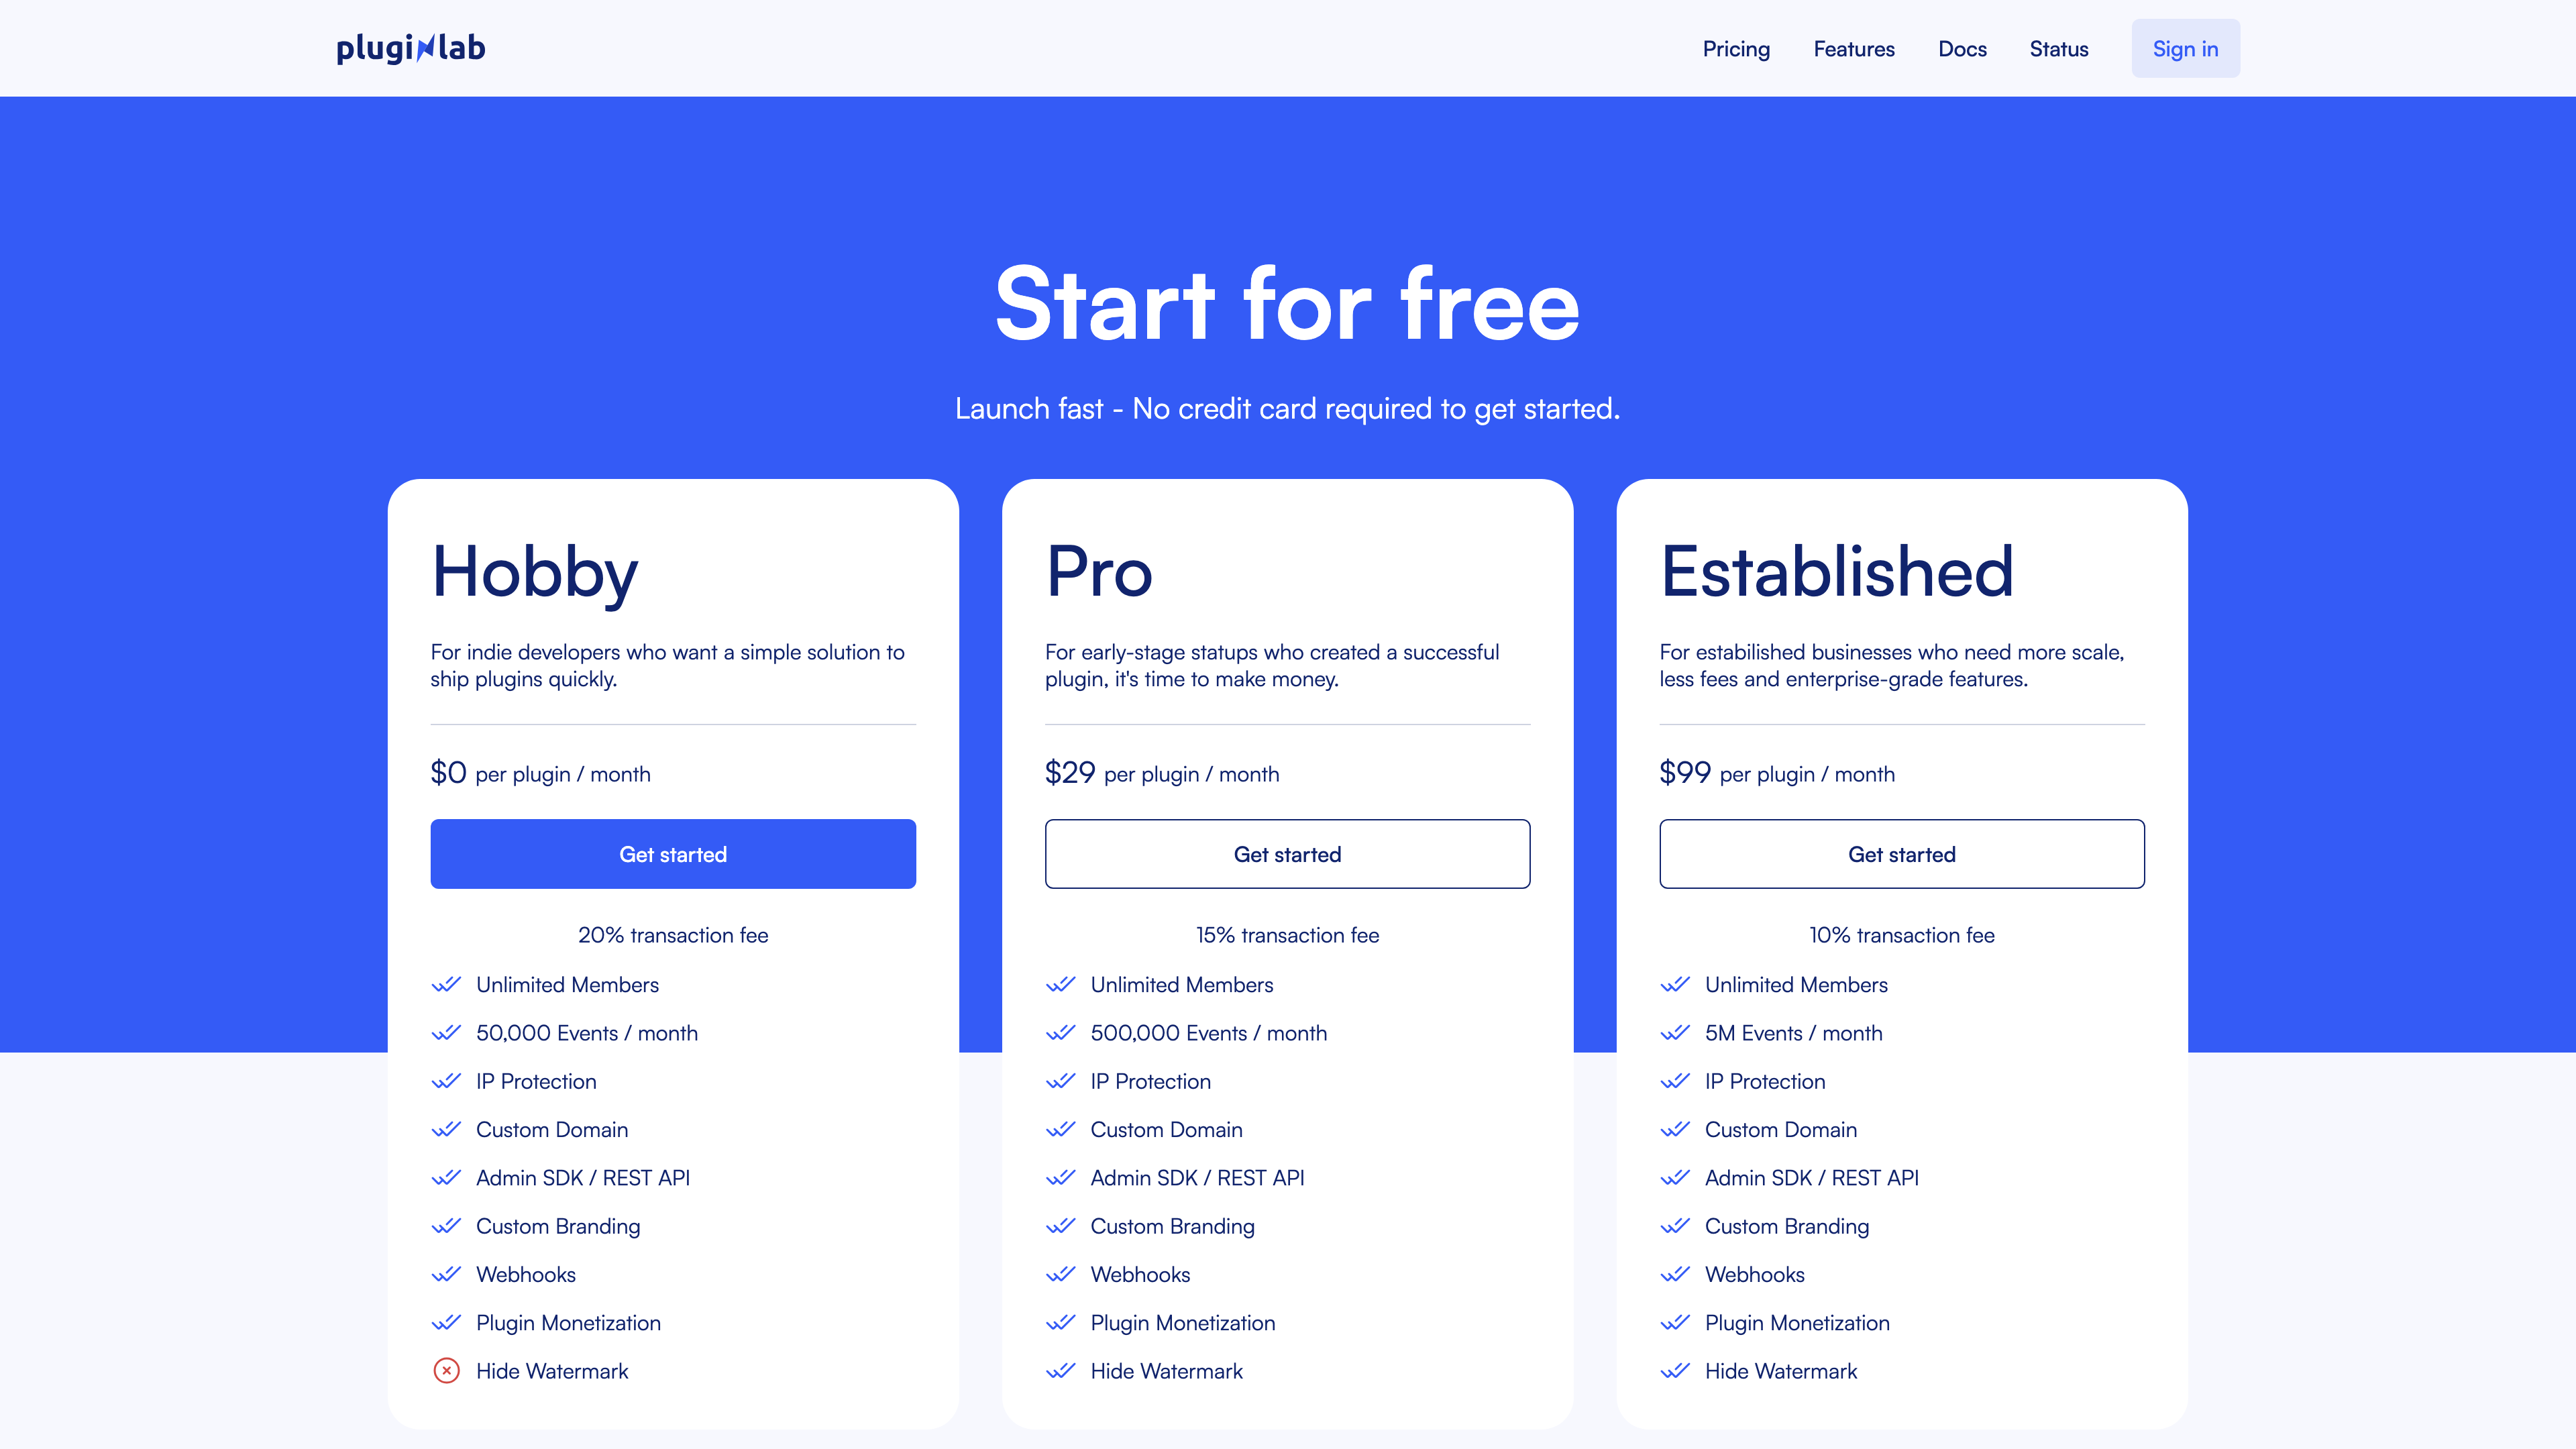 pluginlab
Pricing
Features
Docs
Status
Sign in
Start for free
Launch fast - No credit card required to get started.
Hobby
For indie developers who want a simple solution to
ship plugins quickly.
$0 per plugin / month
Get started
20% transaction fee
Unlimited Members
50,000 Events / month
IP Protection
Custom Domain
Admin SDK / REST API
Custom Branding
Webhooks
Plugin Monetization
Hide Watermark
Pro
For early-stage statups who created a successful
plugin, it's time to make money.
$29 per plugin / month
Get started
15% transaction fee
Unlimited Members
500,000 Events / month
IP Protection
Custom Domain
Admin SDK / REST API
Custom Branding
Webhooks
Plugin Monetization
Hide Watermark
Established
For estabilished businesses who need more scale,
less fees and enterprise-grade features.
$99 per plugin / month
Get started
10% transaction fee
Unlimited Members
5M Events / month
IP Protection
Custom Domain
Admin SDK / REST API
Custom Branding
Webhooks
Plugin Monetization
Hide Watermark